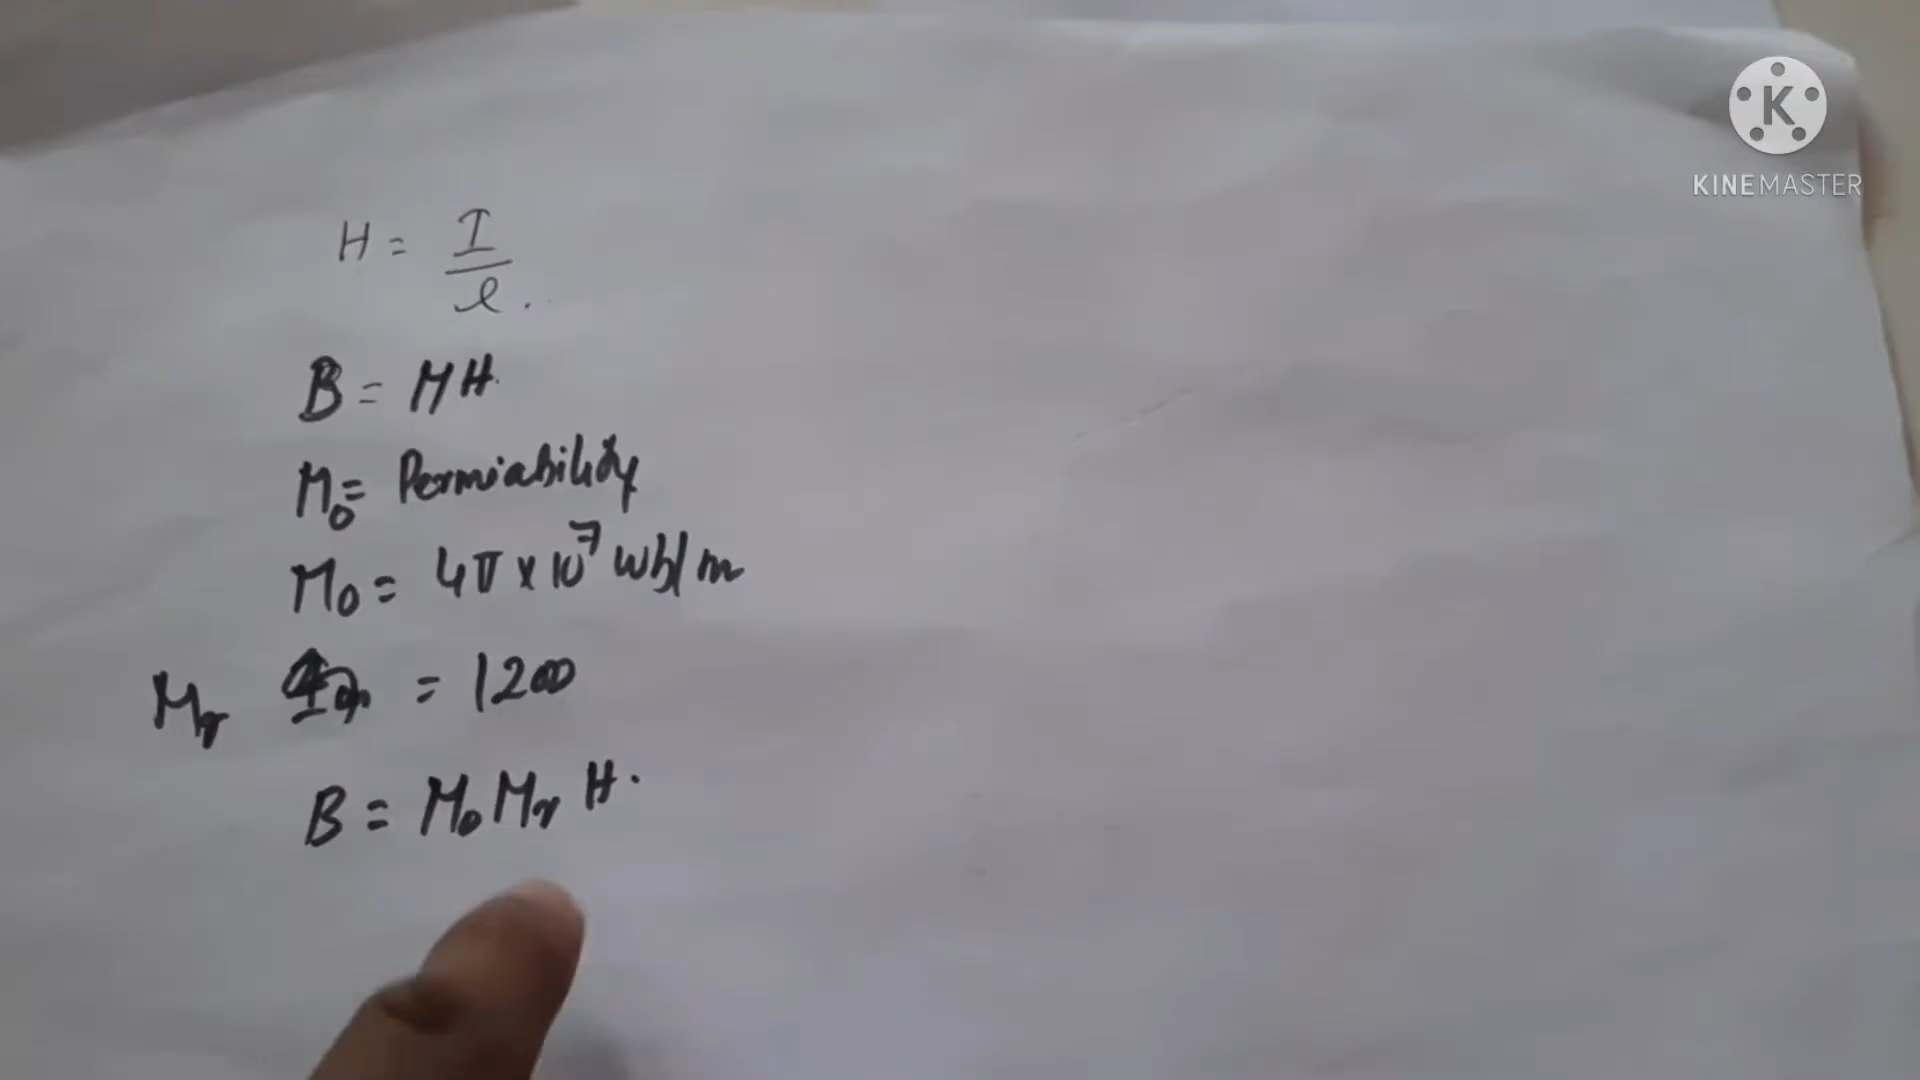 KINEMASTER
H = I/l.
B = μH.
μ0 = Permiability
μ0 = 4π × 10^7 wb/m
μr = 1200
B = μ0 μr H.